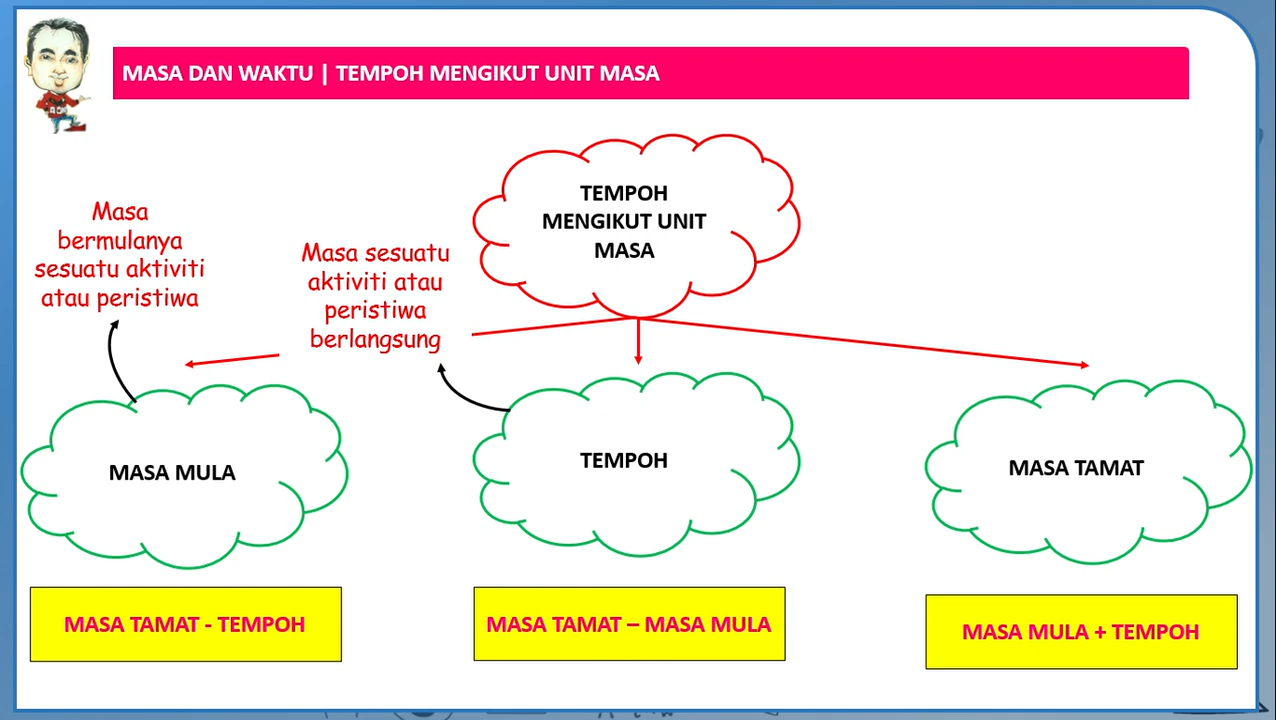 MASA DAN WAKTU | TEMPOH MENGIKUT UNIT MASA
TEMPOH
MENGIKUT UNIT
MASA
Masa
bermulanya
sesuatu aktiviti
atau peristiwa
Masa sesuatu
aktiviti atau
peristiwa
berlangsung
MASA MULA
TEMPOH
MASA TAMAT
MASA TAMAT - TEMPOH
MASA TAMAT – MASA MULA
MASA MULA + TEMPOH